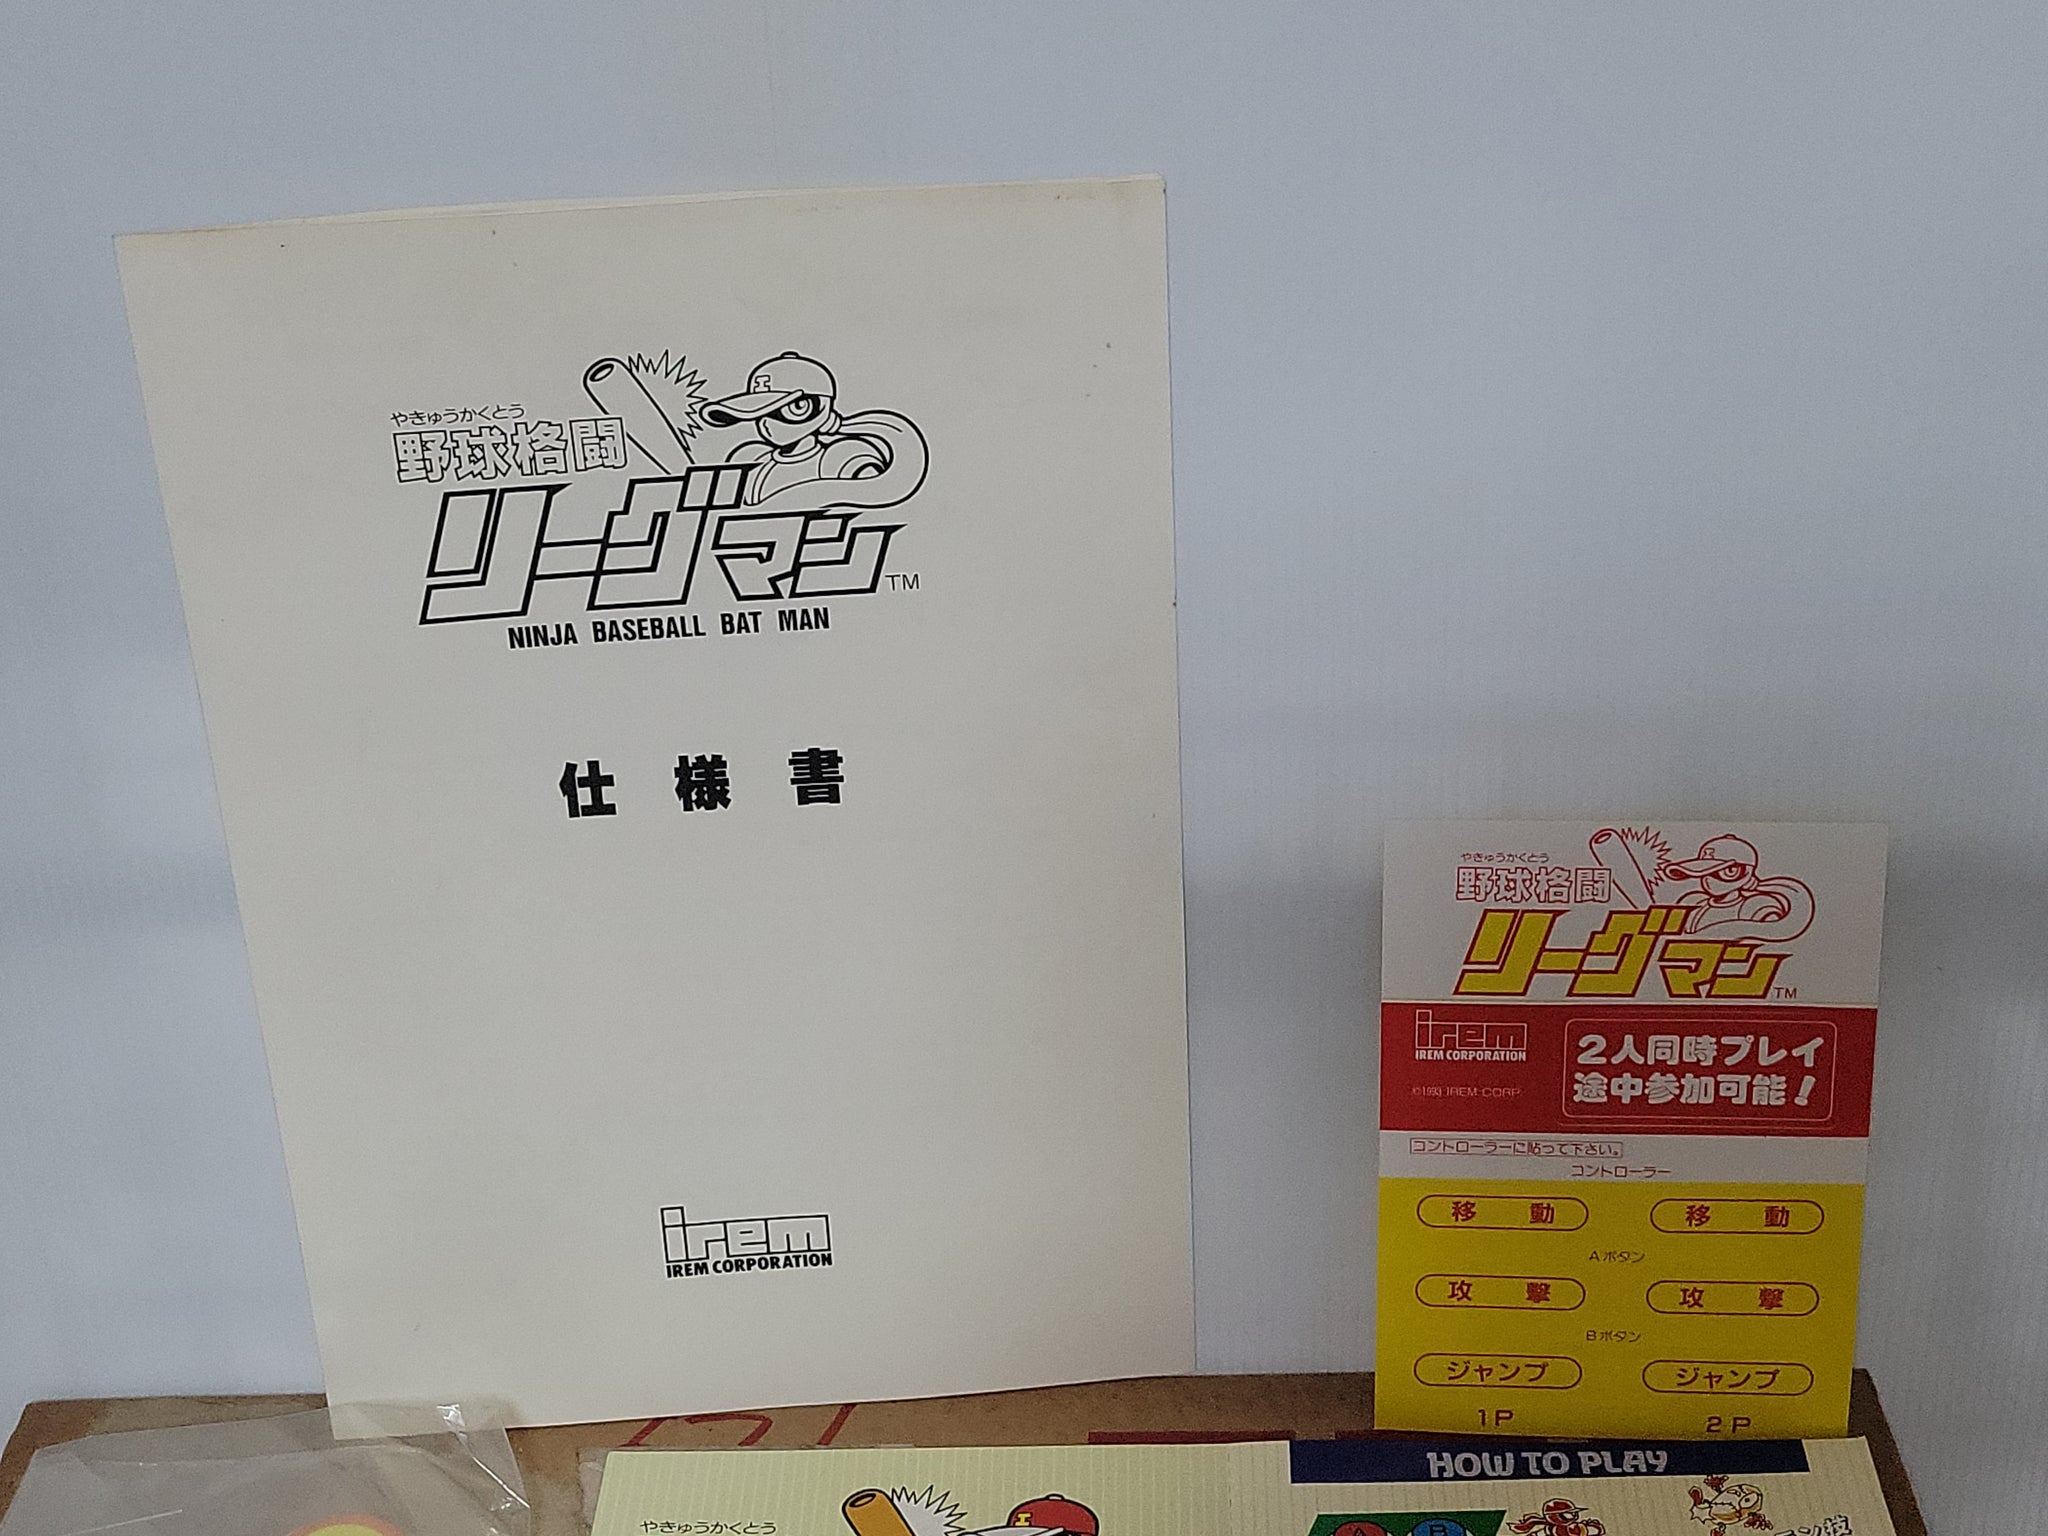 やきゅうかくとう
野球格闘
リーグマン TM
NINJA BASEBALL BAT MAN
仕様書
irem
IREM CORPORATION
やきゅうかくとう
野球格闘
リーグマン TM
irem
IREM CORPORATION
©1993 IREM CORP.
2人同時プレイ
途中参加可能!
コントローラーに貼って下さい。
コントローラー
移動 移動
Aボタン
攻撃 攻撃
Bボタン
ジャンプ ジャンプ
1P 2P
HOW TO PLAY
やきゅうかくとう
A B